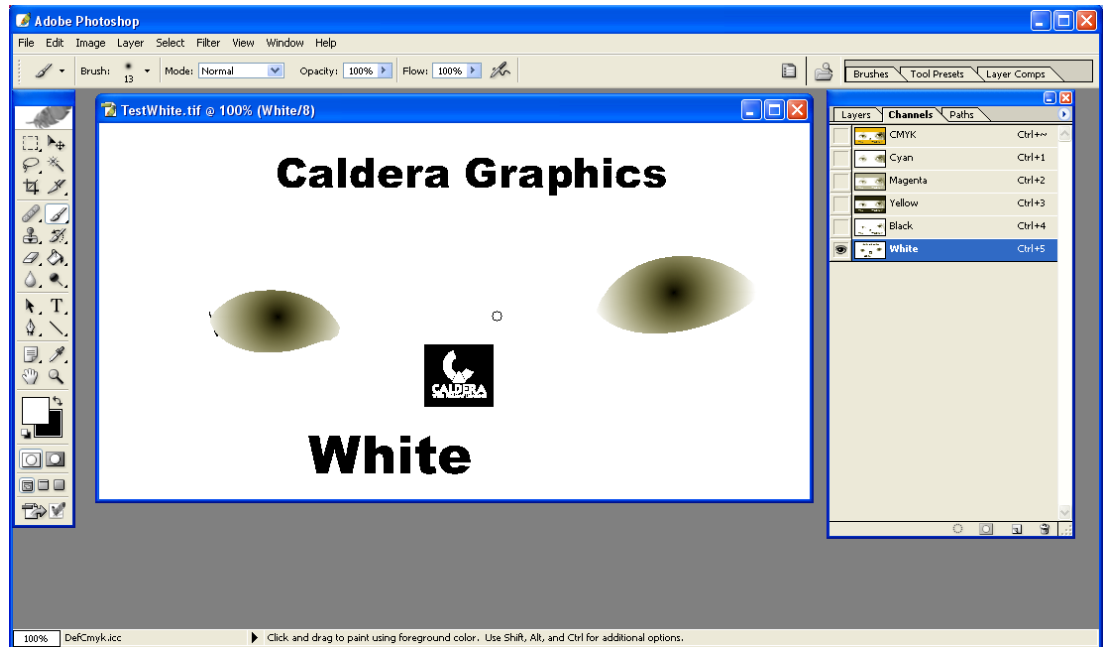 Adobe Photoshop
File Edit Image Layer Select Filter View Window Help
Brush: 13 Mode: Normal Opacity: 100% Flow: 100% Brushes Tool Presets Layer Comps
TestWhite.tif @ 100% (White/8)
Layers Channels Paths
CMYK Ctrl+~
Cyan Ctrl+1
Magenta Ctrl+2
Yellow Ctrl+3
Black Ctrl+4
White Ctrl+5
Caldera Graphics
CALDERA
White
100% DefCmyk.icc Click and drag to paint using foreground color. Use Shift, Alt, and Ctrl for additional options.